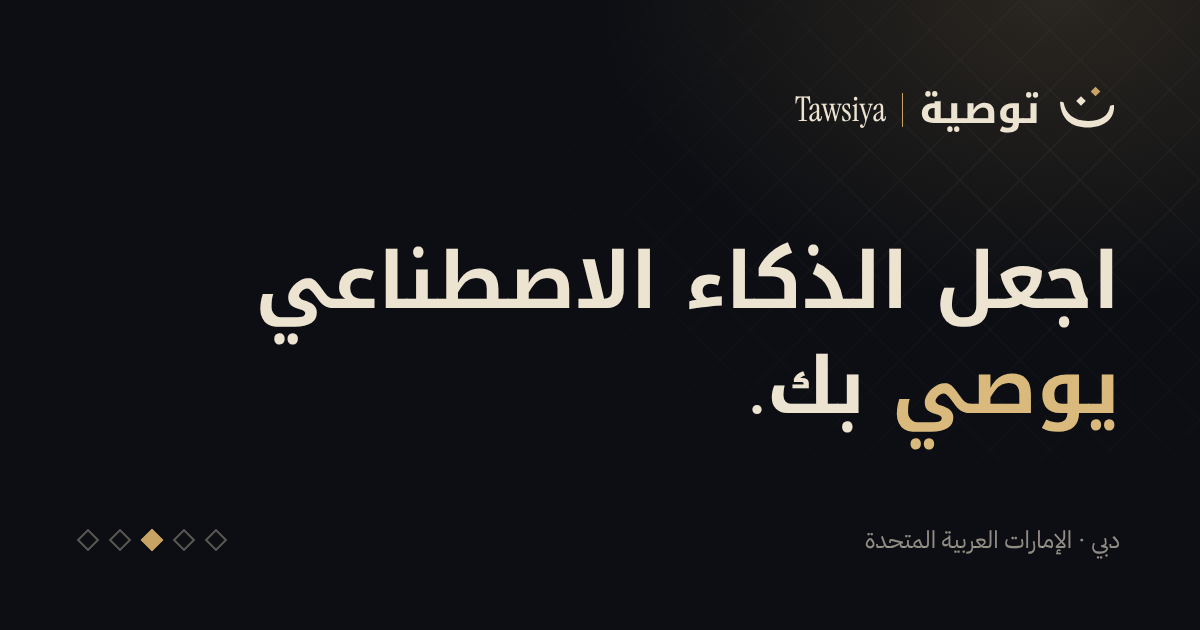 توصية | Tawsiya
اجعل الذكاء الاصطناعي
يوصي بك.
دبي · الإمارات العربية المتحدة